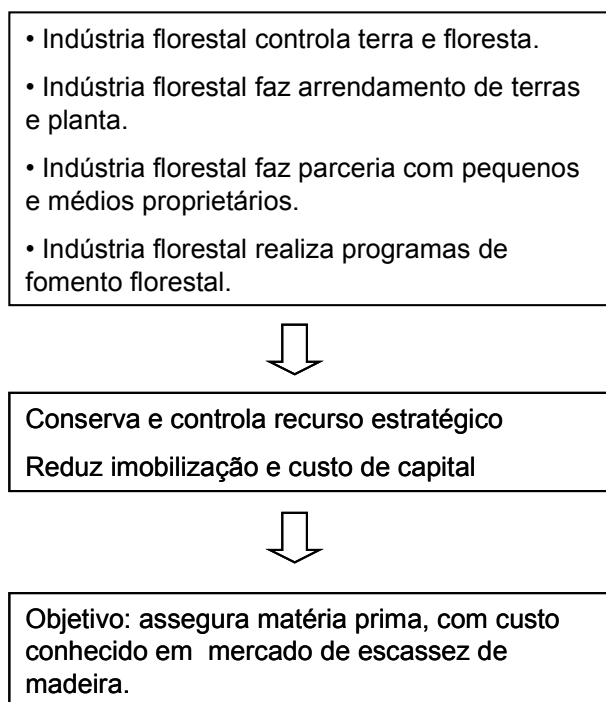 • Indústria florestal controla terra e floresta.
• Indústria florestal faz arrendamento de terras
e planta.
• Indústria florestal faz parceria com pequenos
e médios proprietários.
• Indústria florestal realiza programas de
fomento florestal.
Conserva e controla recurso estratégico
Reduz imobilização e custo de capital
Objetivo: assegura matéria prima, com custo
conhecido em mercado de escassez de
madeira.